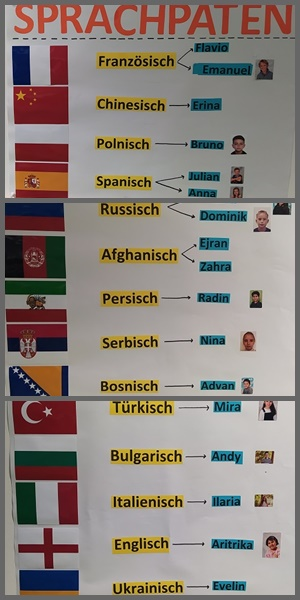 SPRACHPATEN
Flavio
Französisch
Emanuel
Chinesisch Erina
Polnisch Bruno
Julian
Spanisch
Anna
Russisch
Dominik
Ejran
Afghanisch
Zahra
Persisch Radin
Serbisch Nina
Bosnisch Advan
Türkisch Mira
Bulgarisch Andy
Italienisch Ilaria
Englisch Aritrika
Ukrainisch Evelin